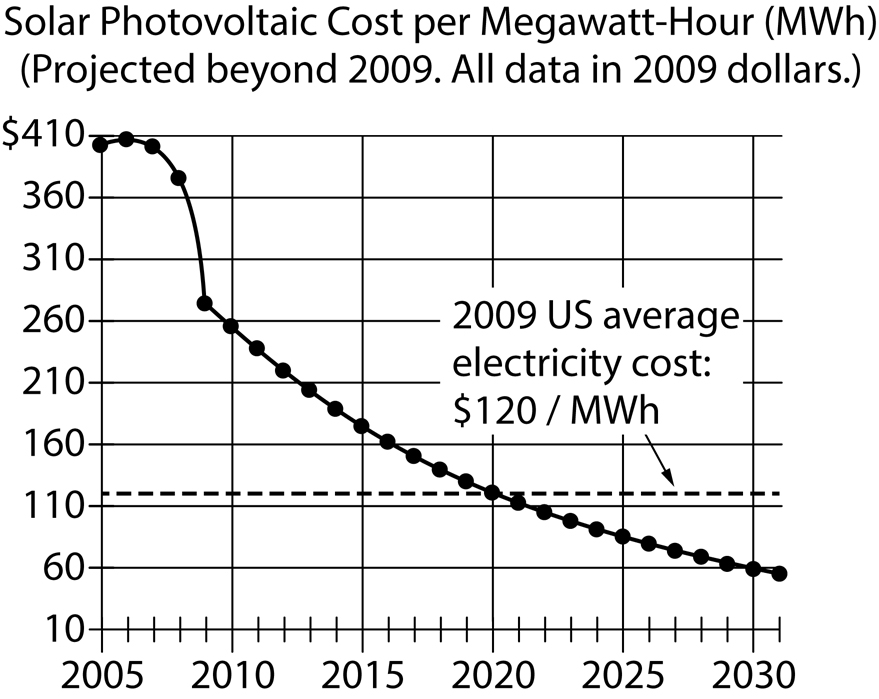 Solar Photovoltaic Cost per Megawatt-Hour (MWh)
(Projected beyond 2009. All data in 2009 dollars.)
$410
360
310
260
210
160
110
60
10
2009 US average
electricity cost:
$120 / MWh
2005 2010 2015 2020 2025 2030